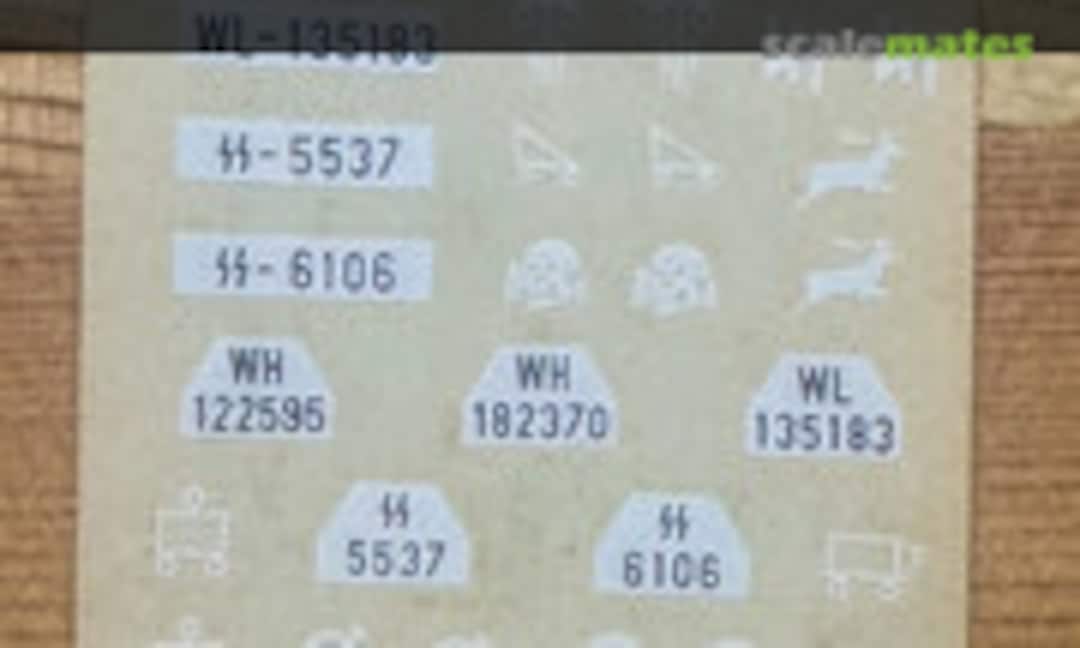 WL-135183
scalemates
ᛋᛋ-5537
ᛋᛋ-6106
WH
122595
WH
182370
WL
135183
ᛋᛋ
5537
ᛋᛋ
6106